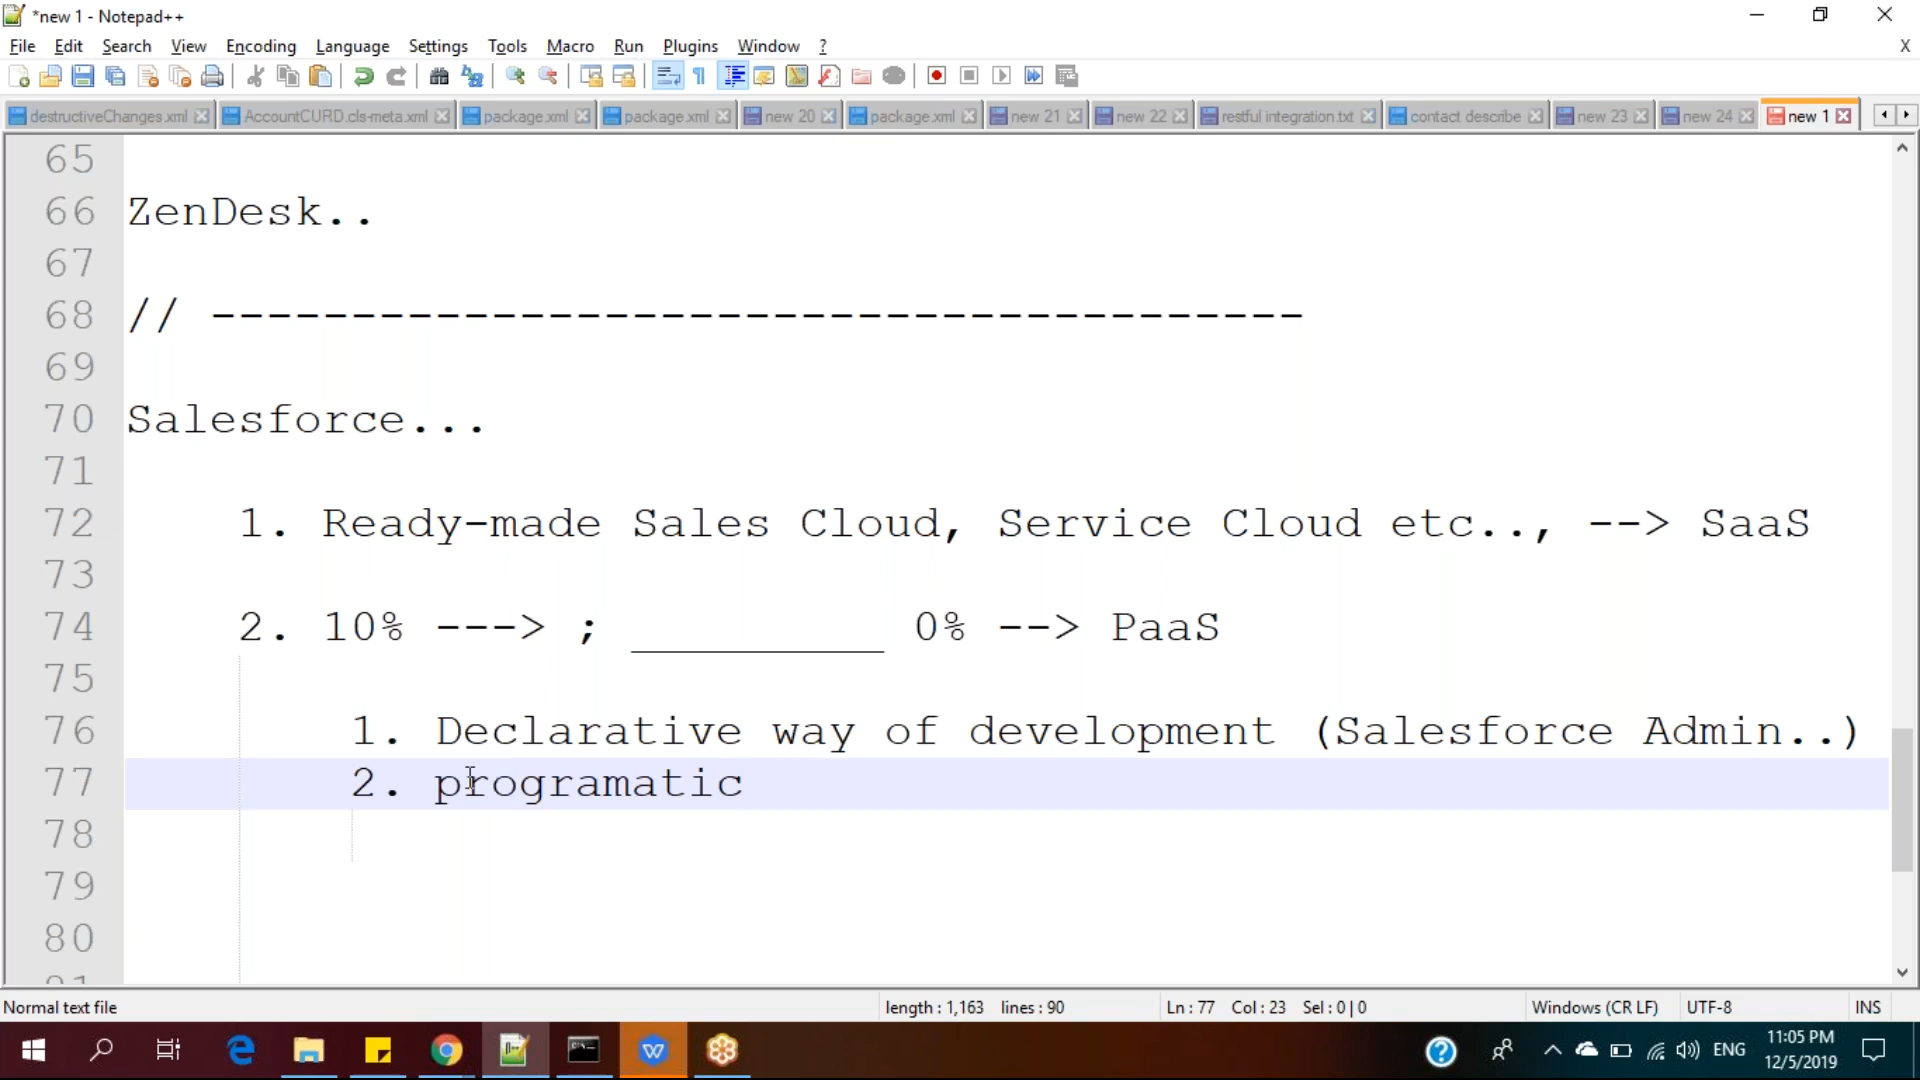 *new 1 - Notepad++
File Edit Search View Encoding Language Settings Tools Macro Run Plugins Window ? X
destructiveChanges.xml AccountCURD.cls-meta.xml package.xml package.xml new 20 package.xml new 21 new 22 restful integration.txt contact describe new 23 new 24 new 1
65
66 ZenDesk..
67
68 // ---------------------------------------
69
70 Salesforce...
71
72 1. Ready-made Sales Cloud, Service Cloud etc.., --> SaaS
73
74 2. 10% ---> ; _________ 0% --> PaaS
75
76 1. Declarative way of development (Salesforce Admin..)
77 2. programatic
78
79
80
Normal text file length : 1,163 lines : 90 Ln : 77 Col : 23 Sel : 0 | 0 Windows (CR LF) UTF-8 INS
ENG 11:05 PM
12/5/2019